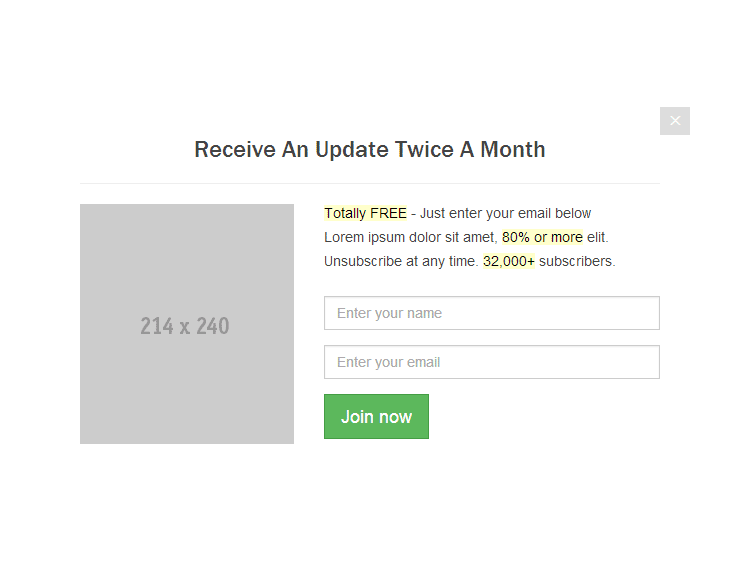 ×
Receive An Update Twice A Month
214 x 240
Totally FREE - Just enter your email below
Lorem ipsum dolor sit amet, 80% or more elit.
Unsubscribe at any time. 32,000+ subscribers.
Enter your name
Enter your email
Join now